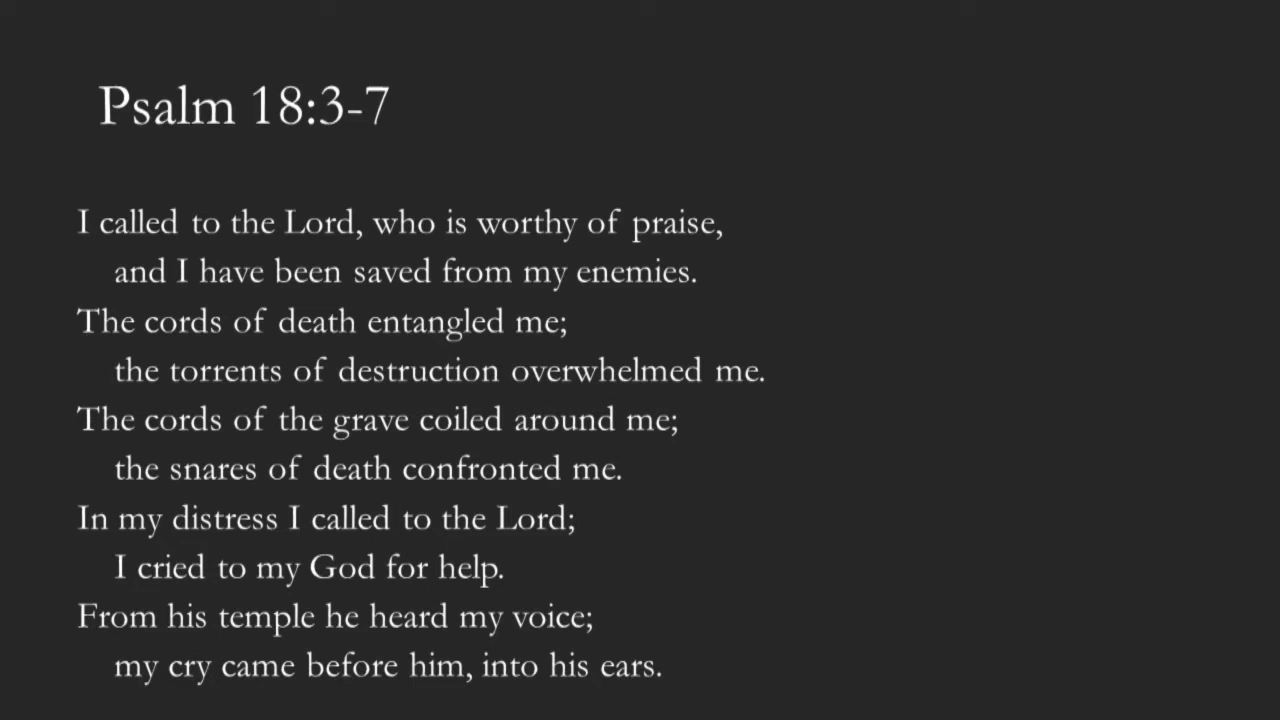 Psalm 18:3-7
I called to the Lord, who is worthy of praise,
and I have been saved from my enemies.
The cords of death entangled me;
the torrents of destruction overwhelmed me.
The cords of the grave coiled around me;
the snares of death confronted me.
In my distress I called to the Lord;
I cried to my God for help.
From his temple he heard my voice;
my cry came before him, into his ears.